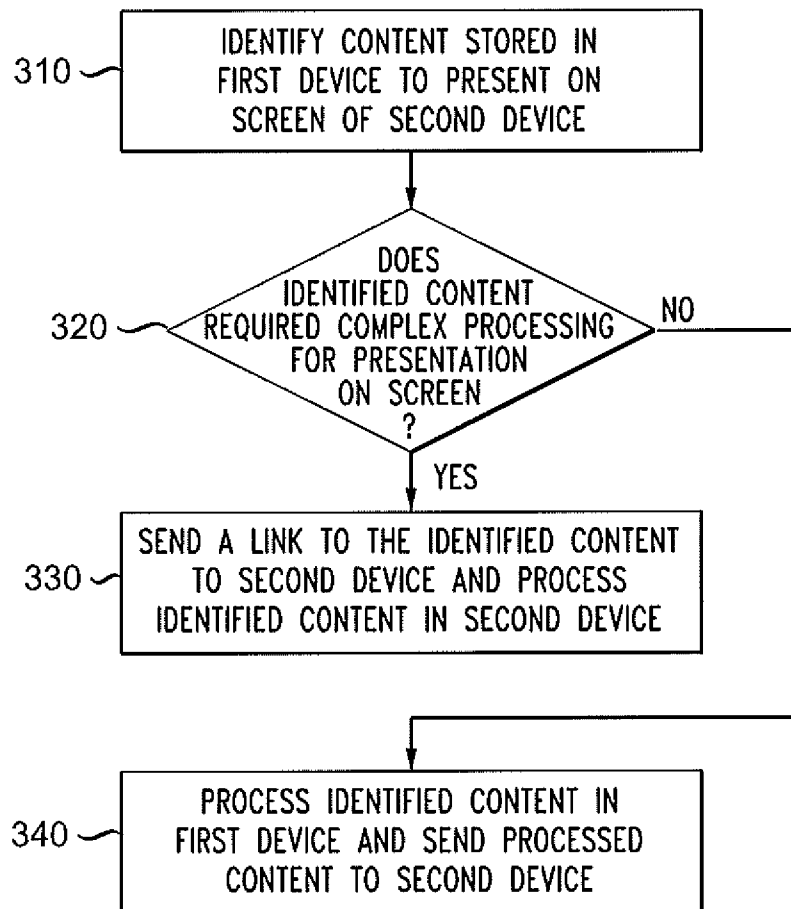 310
IDENTIFY CONTENT STORED IN
FIRST DEVICE TO PRESENT ON
SCREEN OF SECOND DEVICE
320
DOES
IDENTIFIED CONTENT
REQUIRED COMPLEX PROCESSING
FOR PRESENTATION
ON SCREEN
?
NO
YES
330
SEND A LINK TO THE IDENTIFIED CONTENT
TO SECOND DEVICE AND PROCESS
IDENTIFIED CONTENT IN SECOND DEVICE
340
PROCESS IDENTIFIED CONTENT IN
FIRST DEVICE AND SEND PROCESSED
CONTENT TO SECOND DEVICE